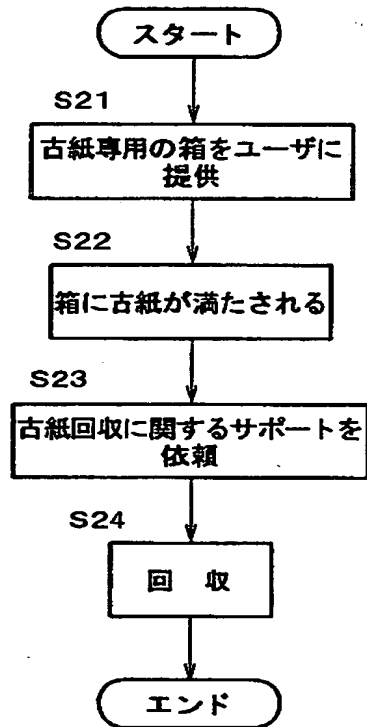 スタート
S21
古紙専用の箱をユーザに
提供
S22
箱に古紙が満たされる
S23
古紙回収に関するサポートを
依頼
S24
回 収
エンド